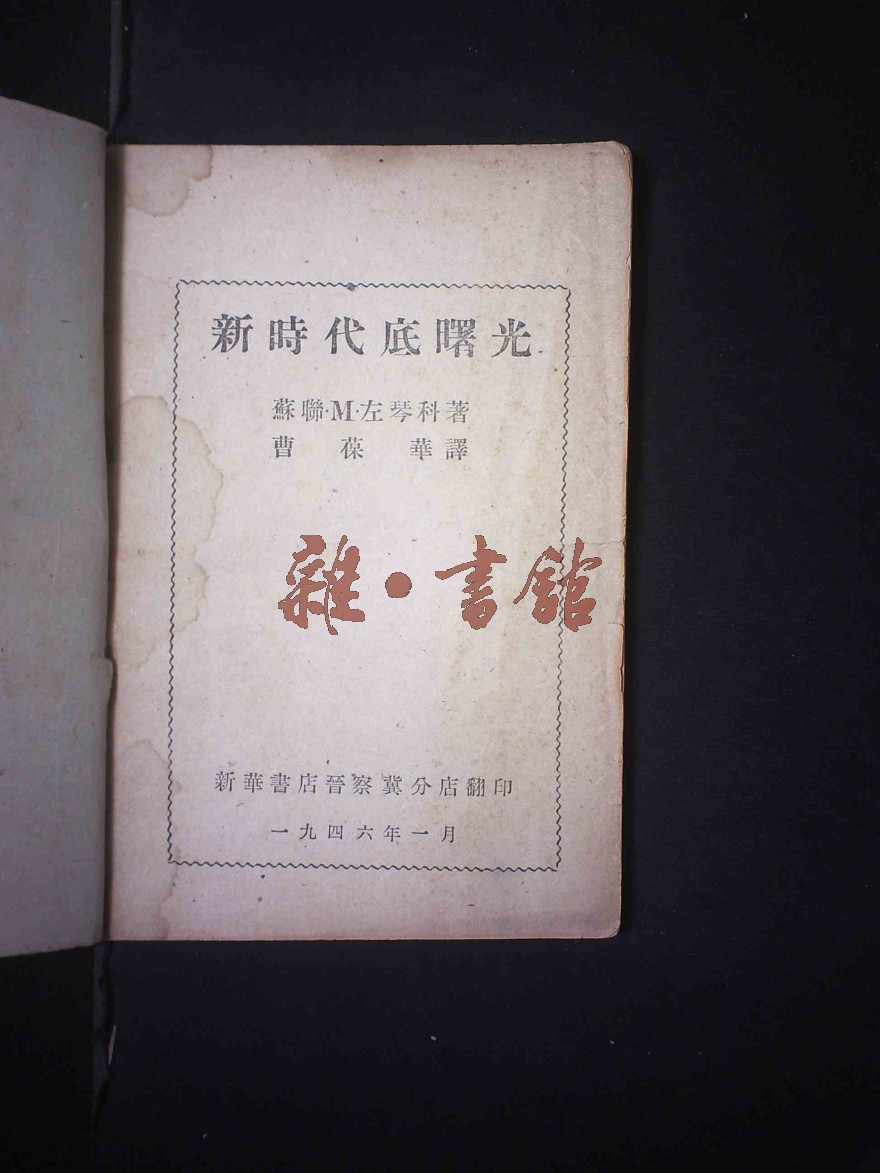 新時代底曙光
蘇聯·M·左琴科著
曹葆華譯
雜·書館
新華書店晉察冀分店翻印
一九四六年一月